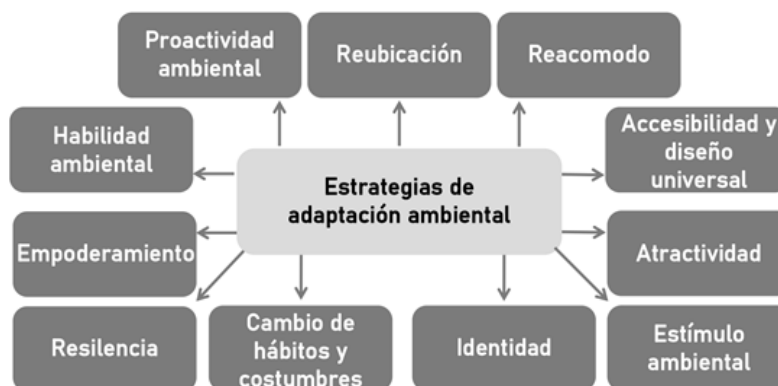 Proactividad
ambiental
Reubicación
Reacomodo
Habilidad
ambiental
Accesibilidad y
diseño
universal
Estrategias de
adaptación ambiental
Empoderamiento
Atractividad
Resilencia
Cambio de
hábitos y
costumbres
Identidad
Estímulo
ambiental